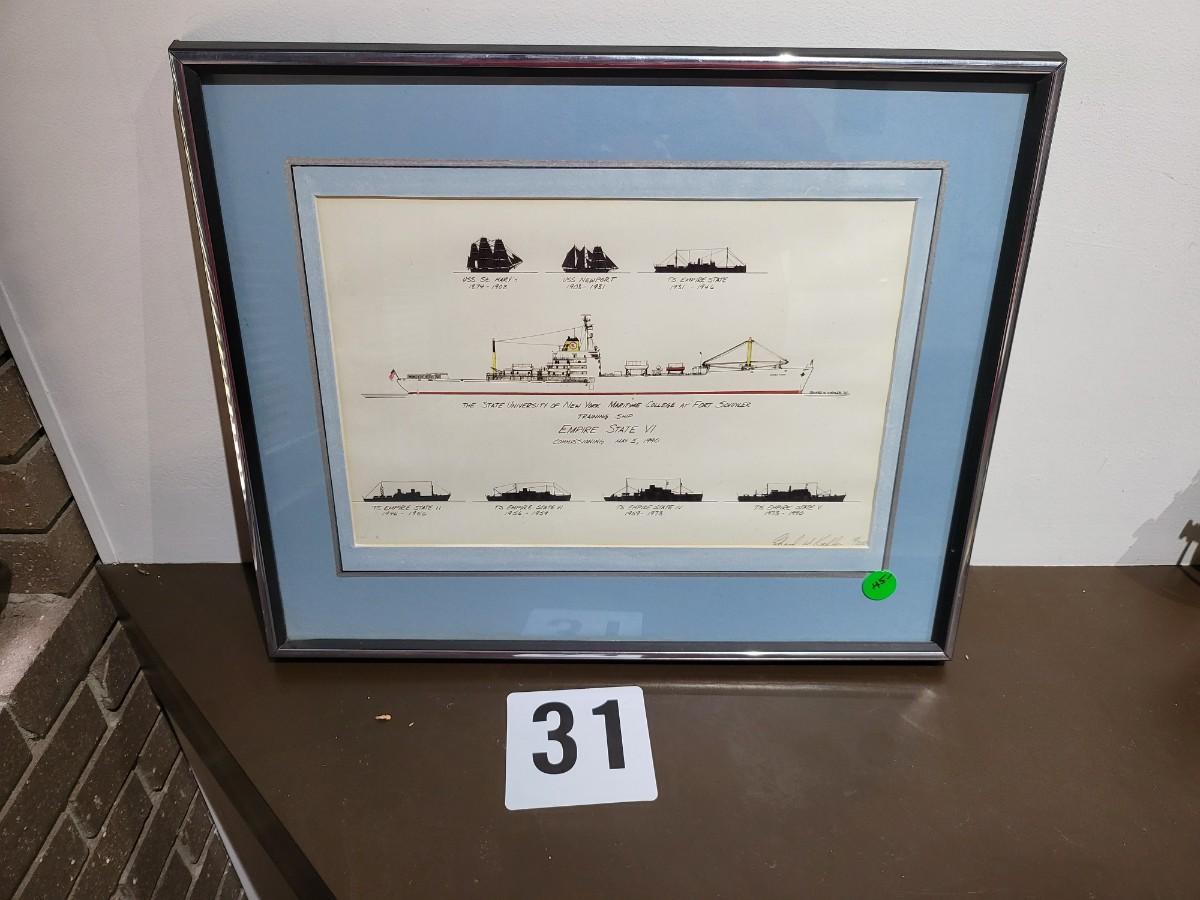 USS St. MARY'S
1874 - 1908
USS NEWPORT
1908 - 1931
TS EMPIRE STATE
1931 - 1946
THE STATE UNIVERSITY OF NEW YORK MARITIME COLLEGE AT FORT SCHUYLER
TRAINING SHIP
EMPIRE STATE VI
COMMISSIONING MAY 5, 1990
TS EMPIRE STATE II
1946 - 1956
TS EMPIRE STATE III
1956 - 1959
TS EMPIRE STATE IV
1959 - 1973
TS EMPIRE STATE V
1973 - 1990
45-
31